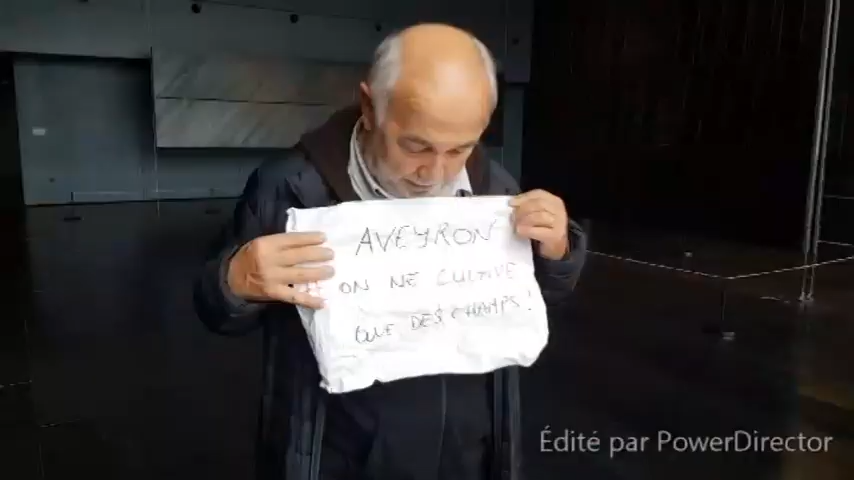 AVEYRON
# ON NE CULTIVE
QUE DES CHAMPS !
Édité par PowerDirector